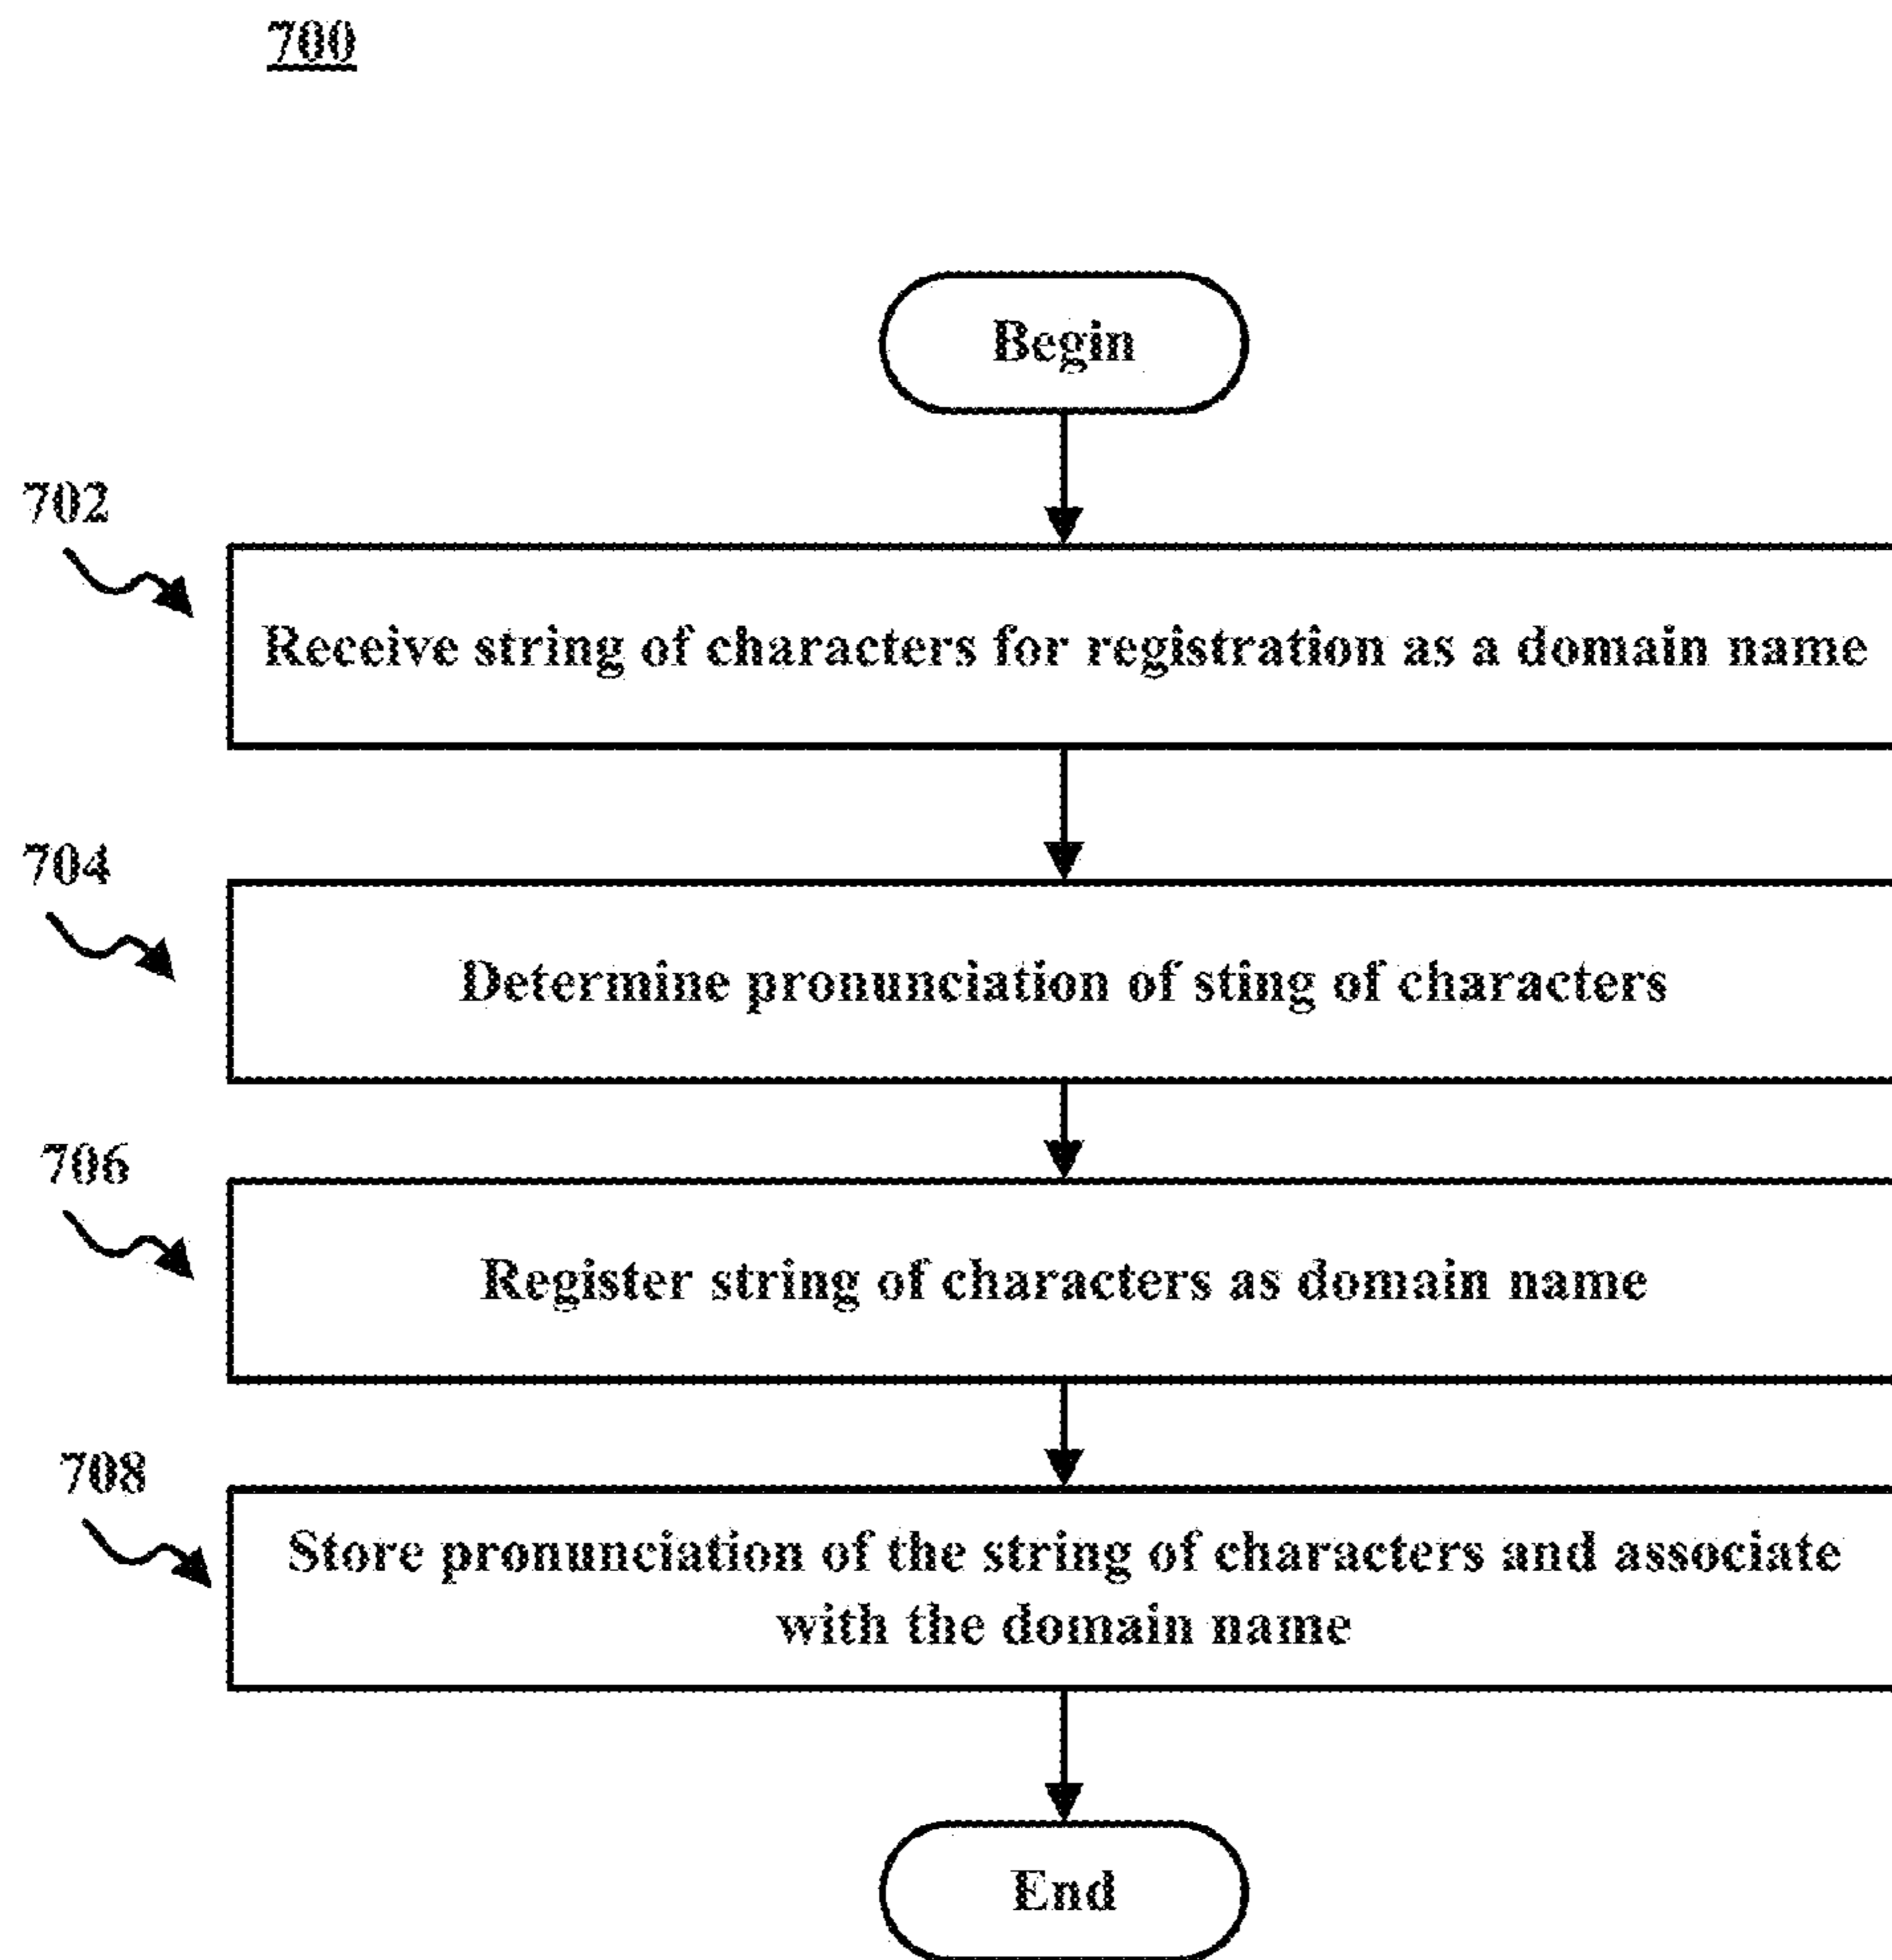 700
Begin
702
Receive string of characters for registration as a domain name
704
Determine pronunciation of sting of characters
706
Register string of characters as domain name
708
Store pronunciation of the string of characters and associate
with the domain name
End